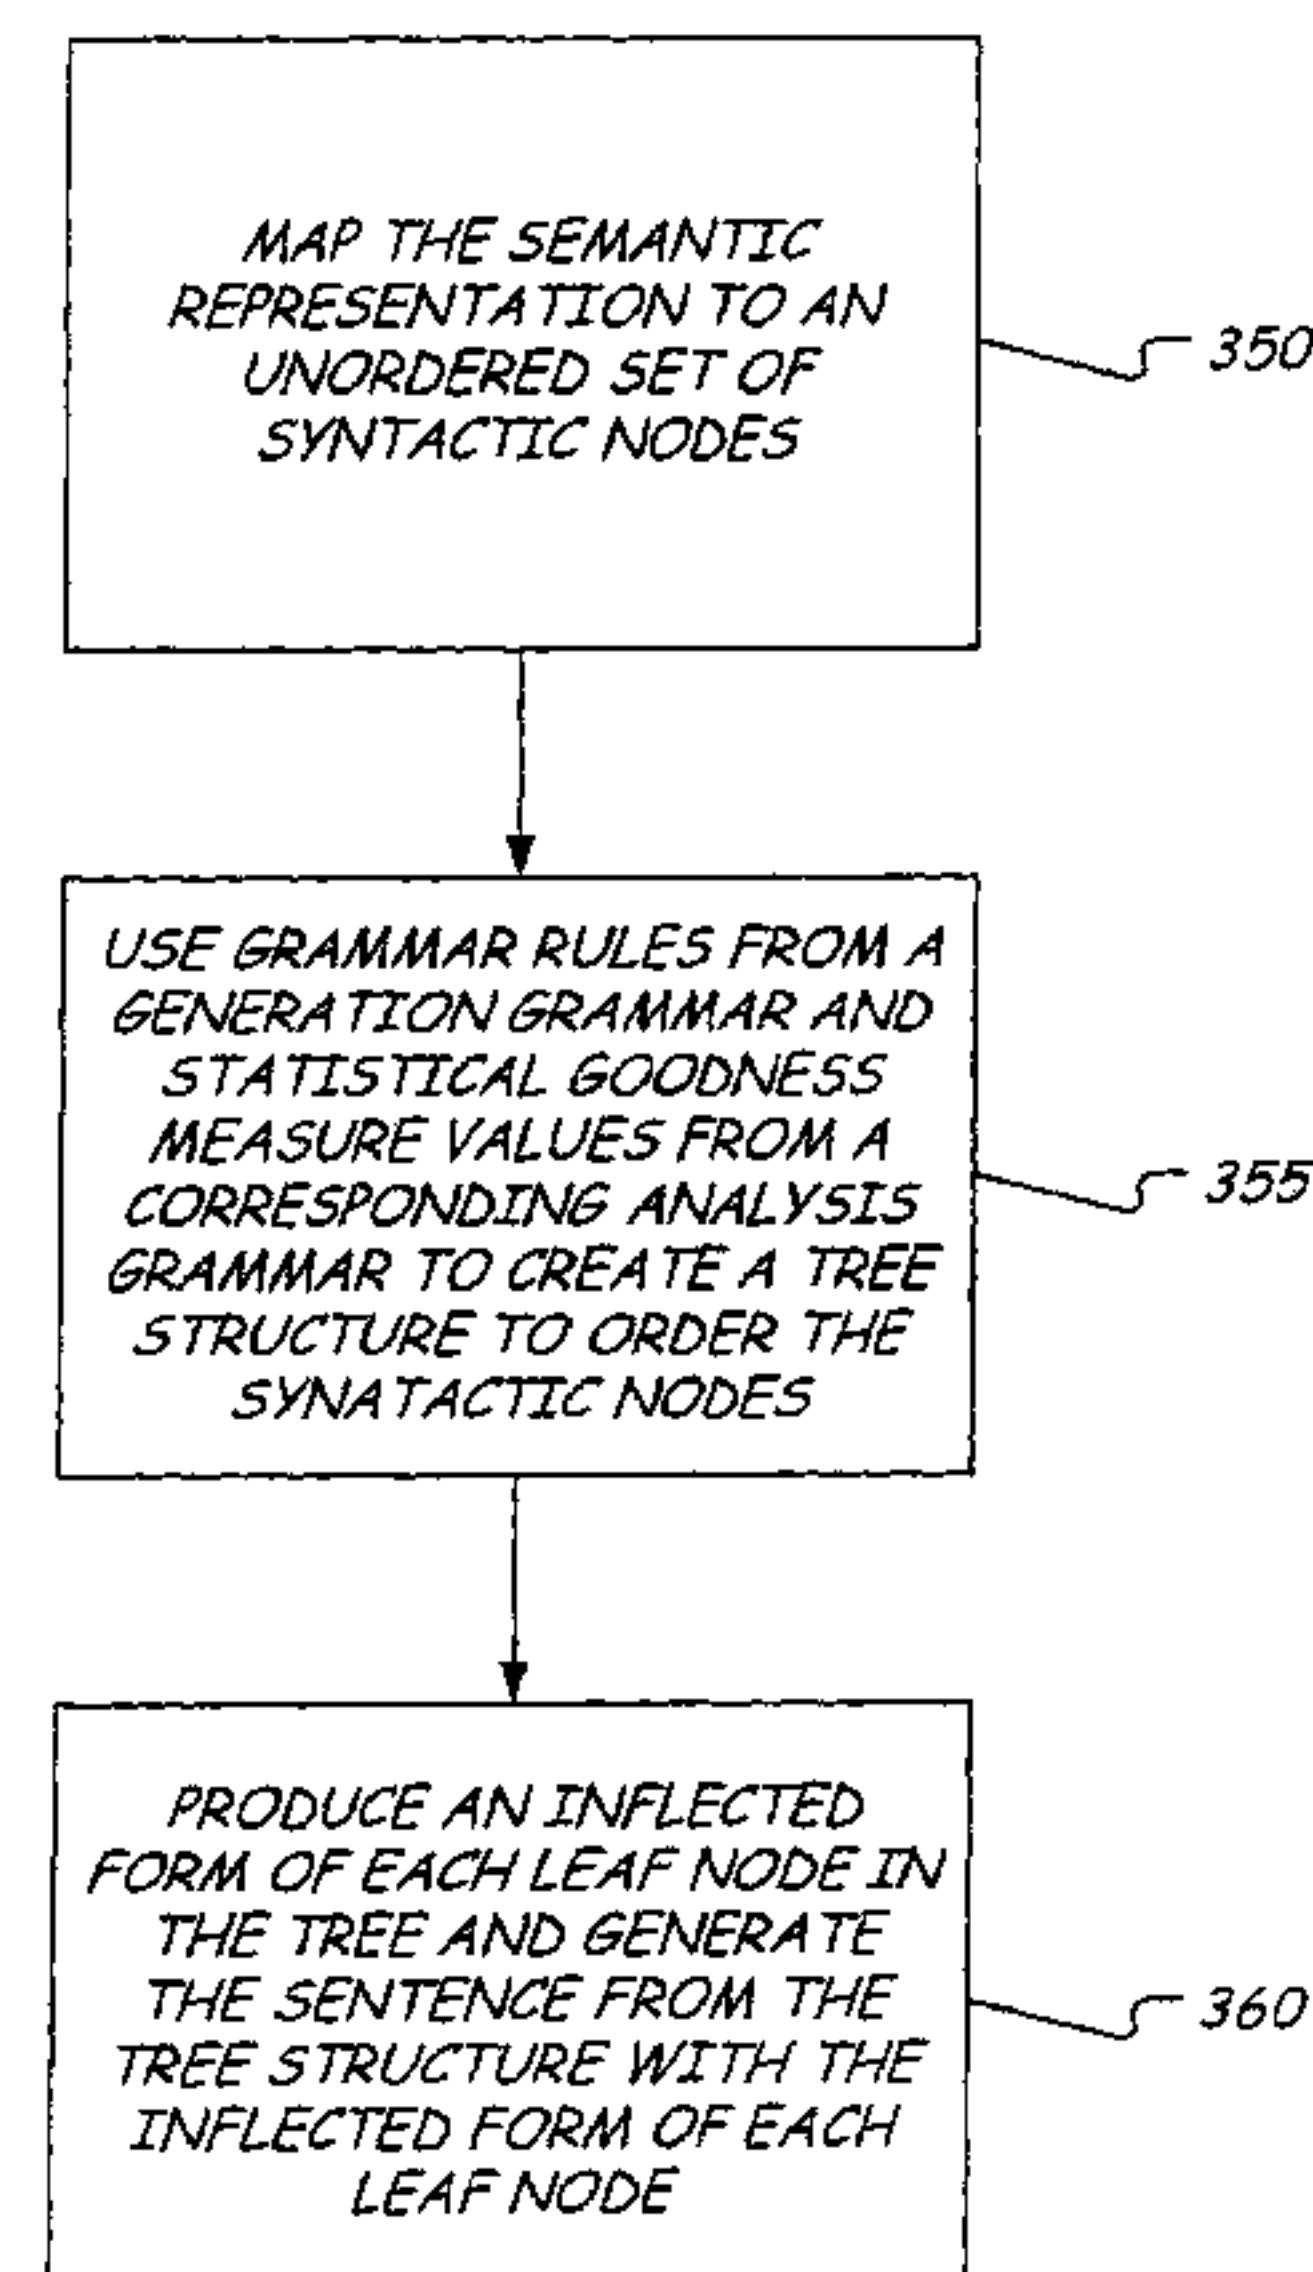 MAP THE SEMANTIC
REPRESENTATION TO AN
UNORDERED SET OF
SYNTACTIC NODES
350
USE GRAMMAR RULES FROM A
GENERATION GRAMMAR AND
STATISTICAL GOODNESS
MEASURE VALUES FROM A
CORRESPONDING ANALYSIS
GRAMMAR TO CREATE A TREE
STRUCTURE TO ORDER THE
SYNATACTIC NODES
355
PRODUCE AN INFLECTED
FORM OF EACH LEAF NODE IN
THE TREE AND GENERATE
THE SENTENCE FROM THE
TREE STRUCTURE WITH THE
INFLECTED FORM OF EACH
LEAF NODE
360